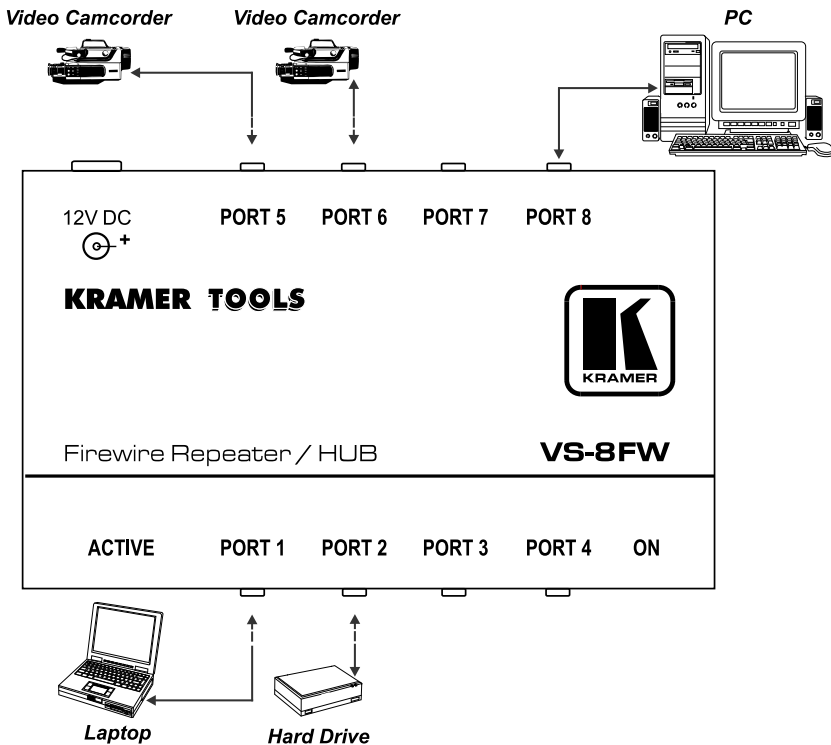 Video Camcorder Video Camcorder PC
12V DC PORT 5 PORT 6 PORT 7 PORT 8
+
KRAMER TOOLS
KRAMER
Firewire Repeater / HUB VS-8FW
ACTIVE PORT 1 PORT 2 PORT 3 PORT 4 ON
Laptop Hard Drive